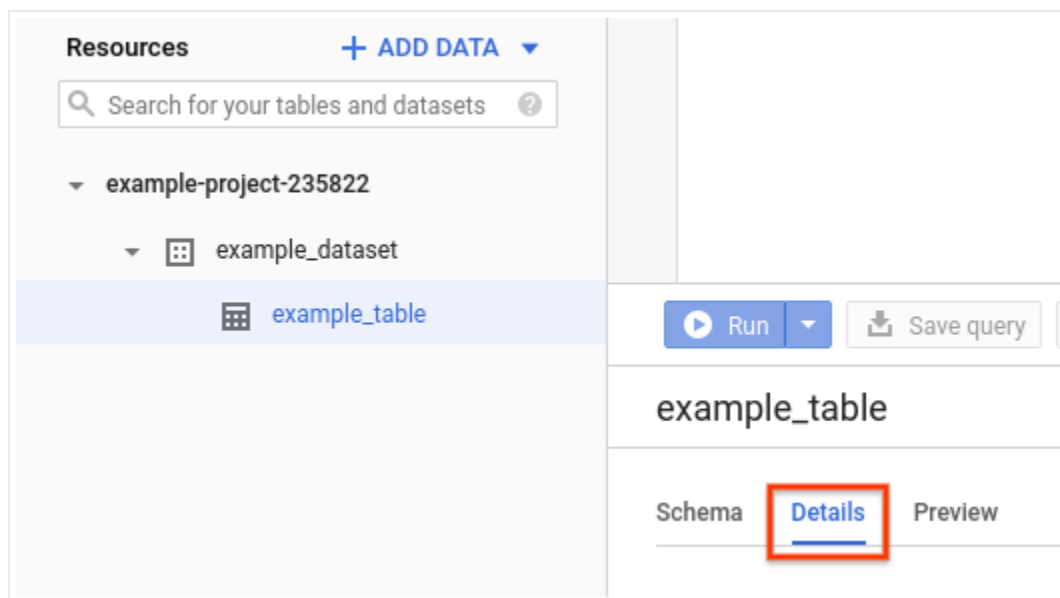 Resources + ADD DATA
Search for your tables and datasets ?
example-project-235822
example_dataset
example_table
Run Save query
example_table
Schema Details Preview